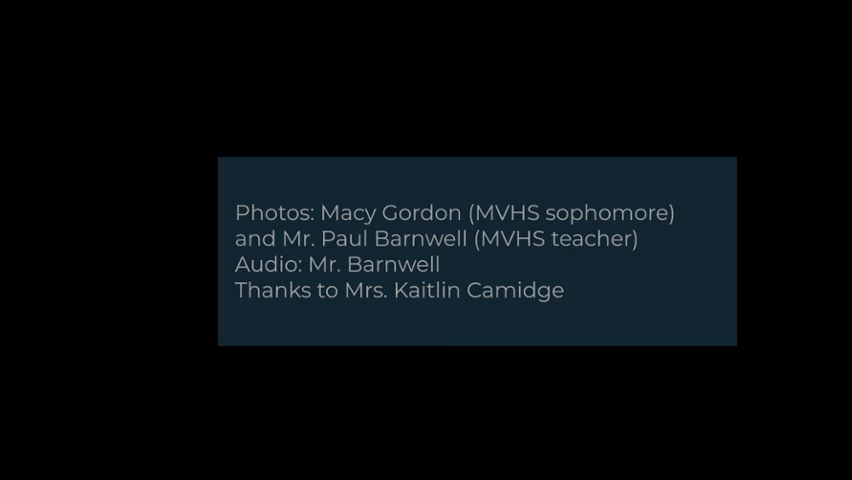 Photos: Macy Gordon (MVHS sophomore)
and Mr. Paul Barnwell (MVHS teacher)
Audio: Mr. Barnwell
Thanks to Mrs. Kaitlin Camidge